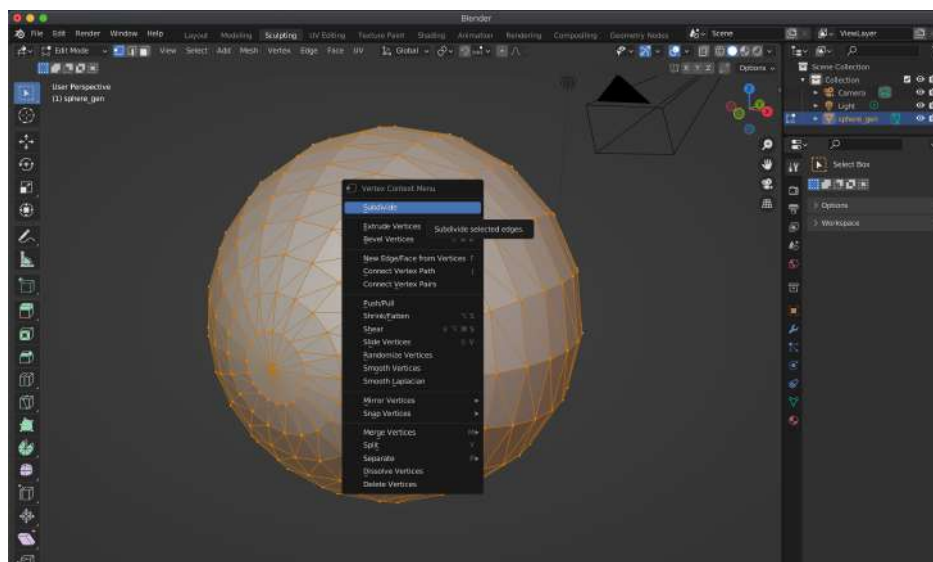 Blender
File Edit Render Window Help Layout Modeling Sculpting UV Editing Texture Paint Shading Animation Rendering Compositing Geometry Nodes Scene ViewLayer
Edit Mode View Select Add Mesh Vertex Edge Face UV Global
X Y Z Options
User Perspective
(1) sphere_gen
Scene Collection
Collection
Camera
Light
sphere_gen
Select Box
Options
Workspace
Vertex Context Menu
Subdivide
Extrude Vertices
Subdivide selected edges.
Bevel Vertices
New Edge/Face from Vertices F
Connect Vertex Path J
Connect Vertex Pairs
Push/Pull
Shrink/Fatten
Shear
Slide Vertices
Randomize Vertices
Smooth Vertices
Smooth Laplacian
Mirror Vertices
Snap Vertices
Merge Vertices M
Split Y
Separate P
Dissolve Vertices
Delete Vertices